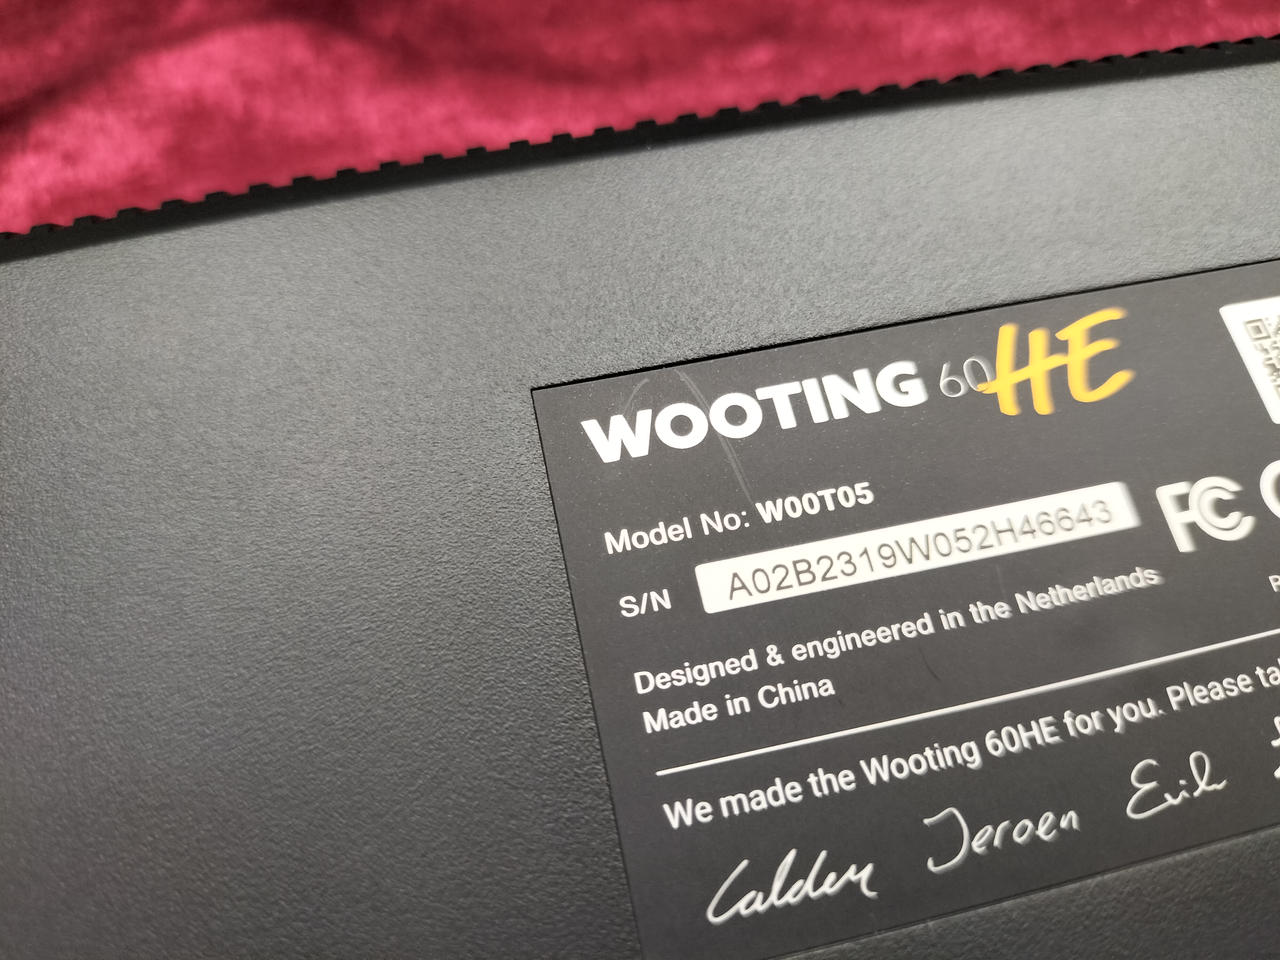 WOOTING 60HE
Model No: W00T05
S/N A02B2319W052H46643
FC
Designed & engineered in the Netherlands
Made in China
We made the Wooting 60HE for you. Please
Calder Jeroen Erik